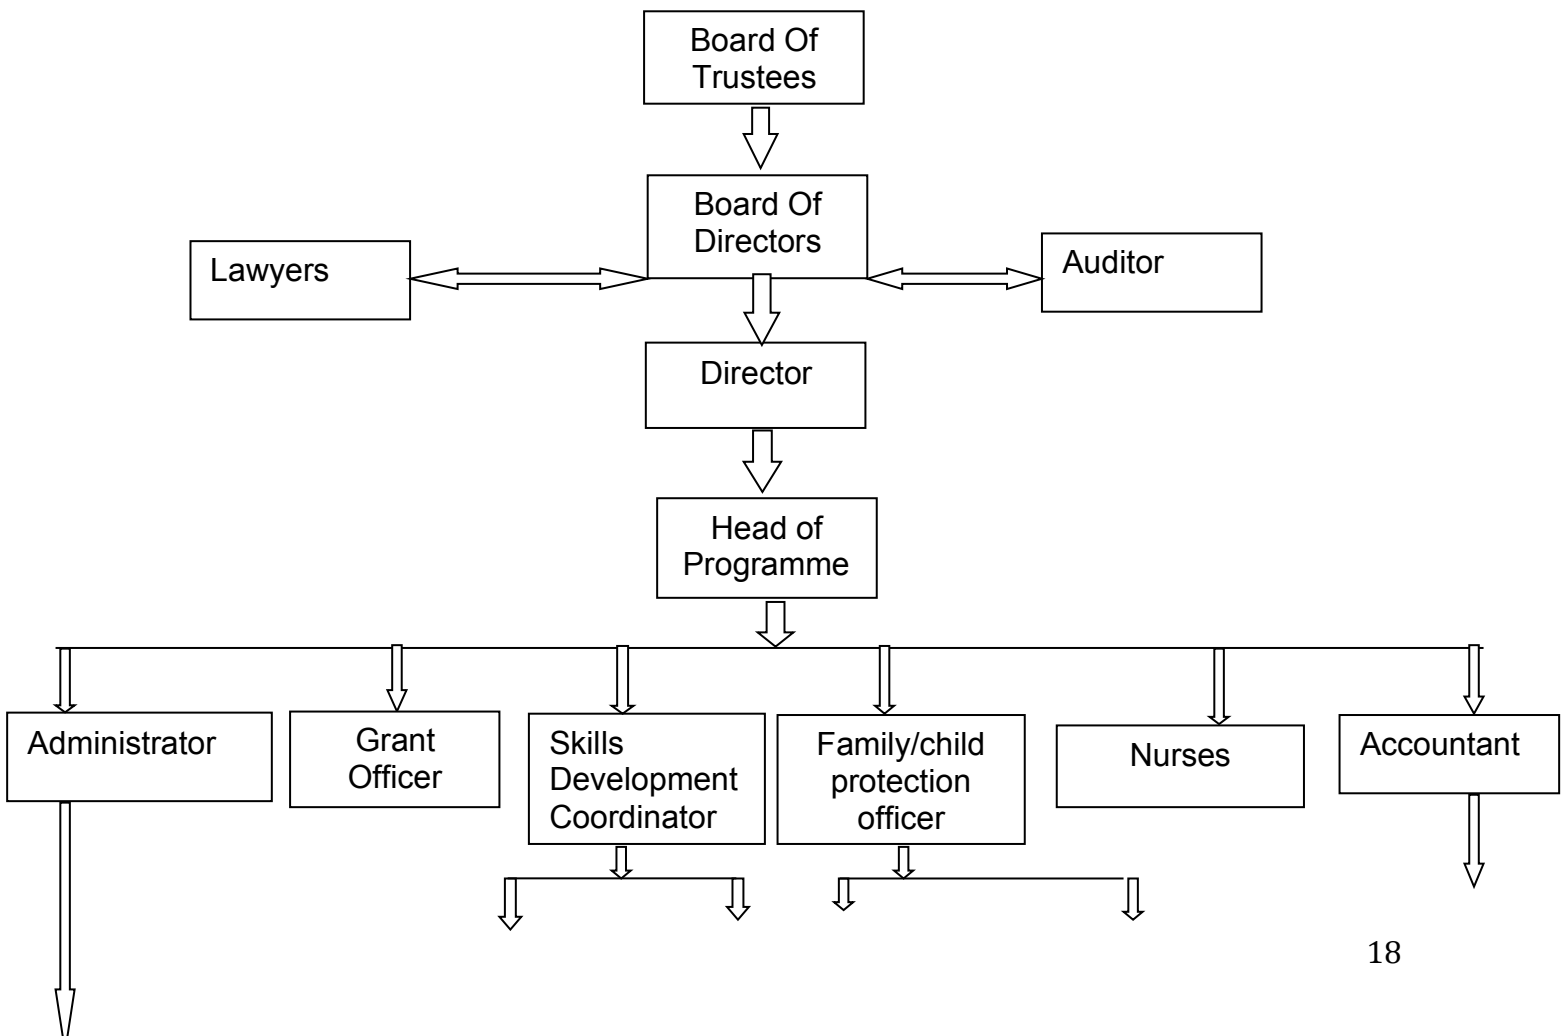 Board Of
Trustees
Board Of
Directors
Lawyers
Auditor
Director
Head of
Programme
Administrator
Grant
Officer
Skills
Development
Coordinator
Family/child
protection
officer
Nurses
Accountant
18